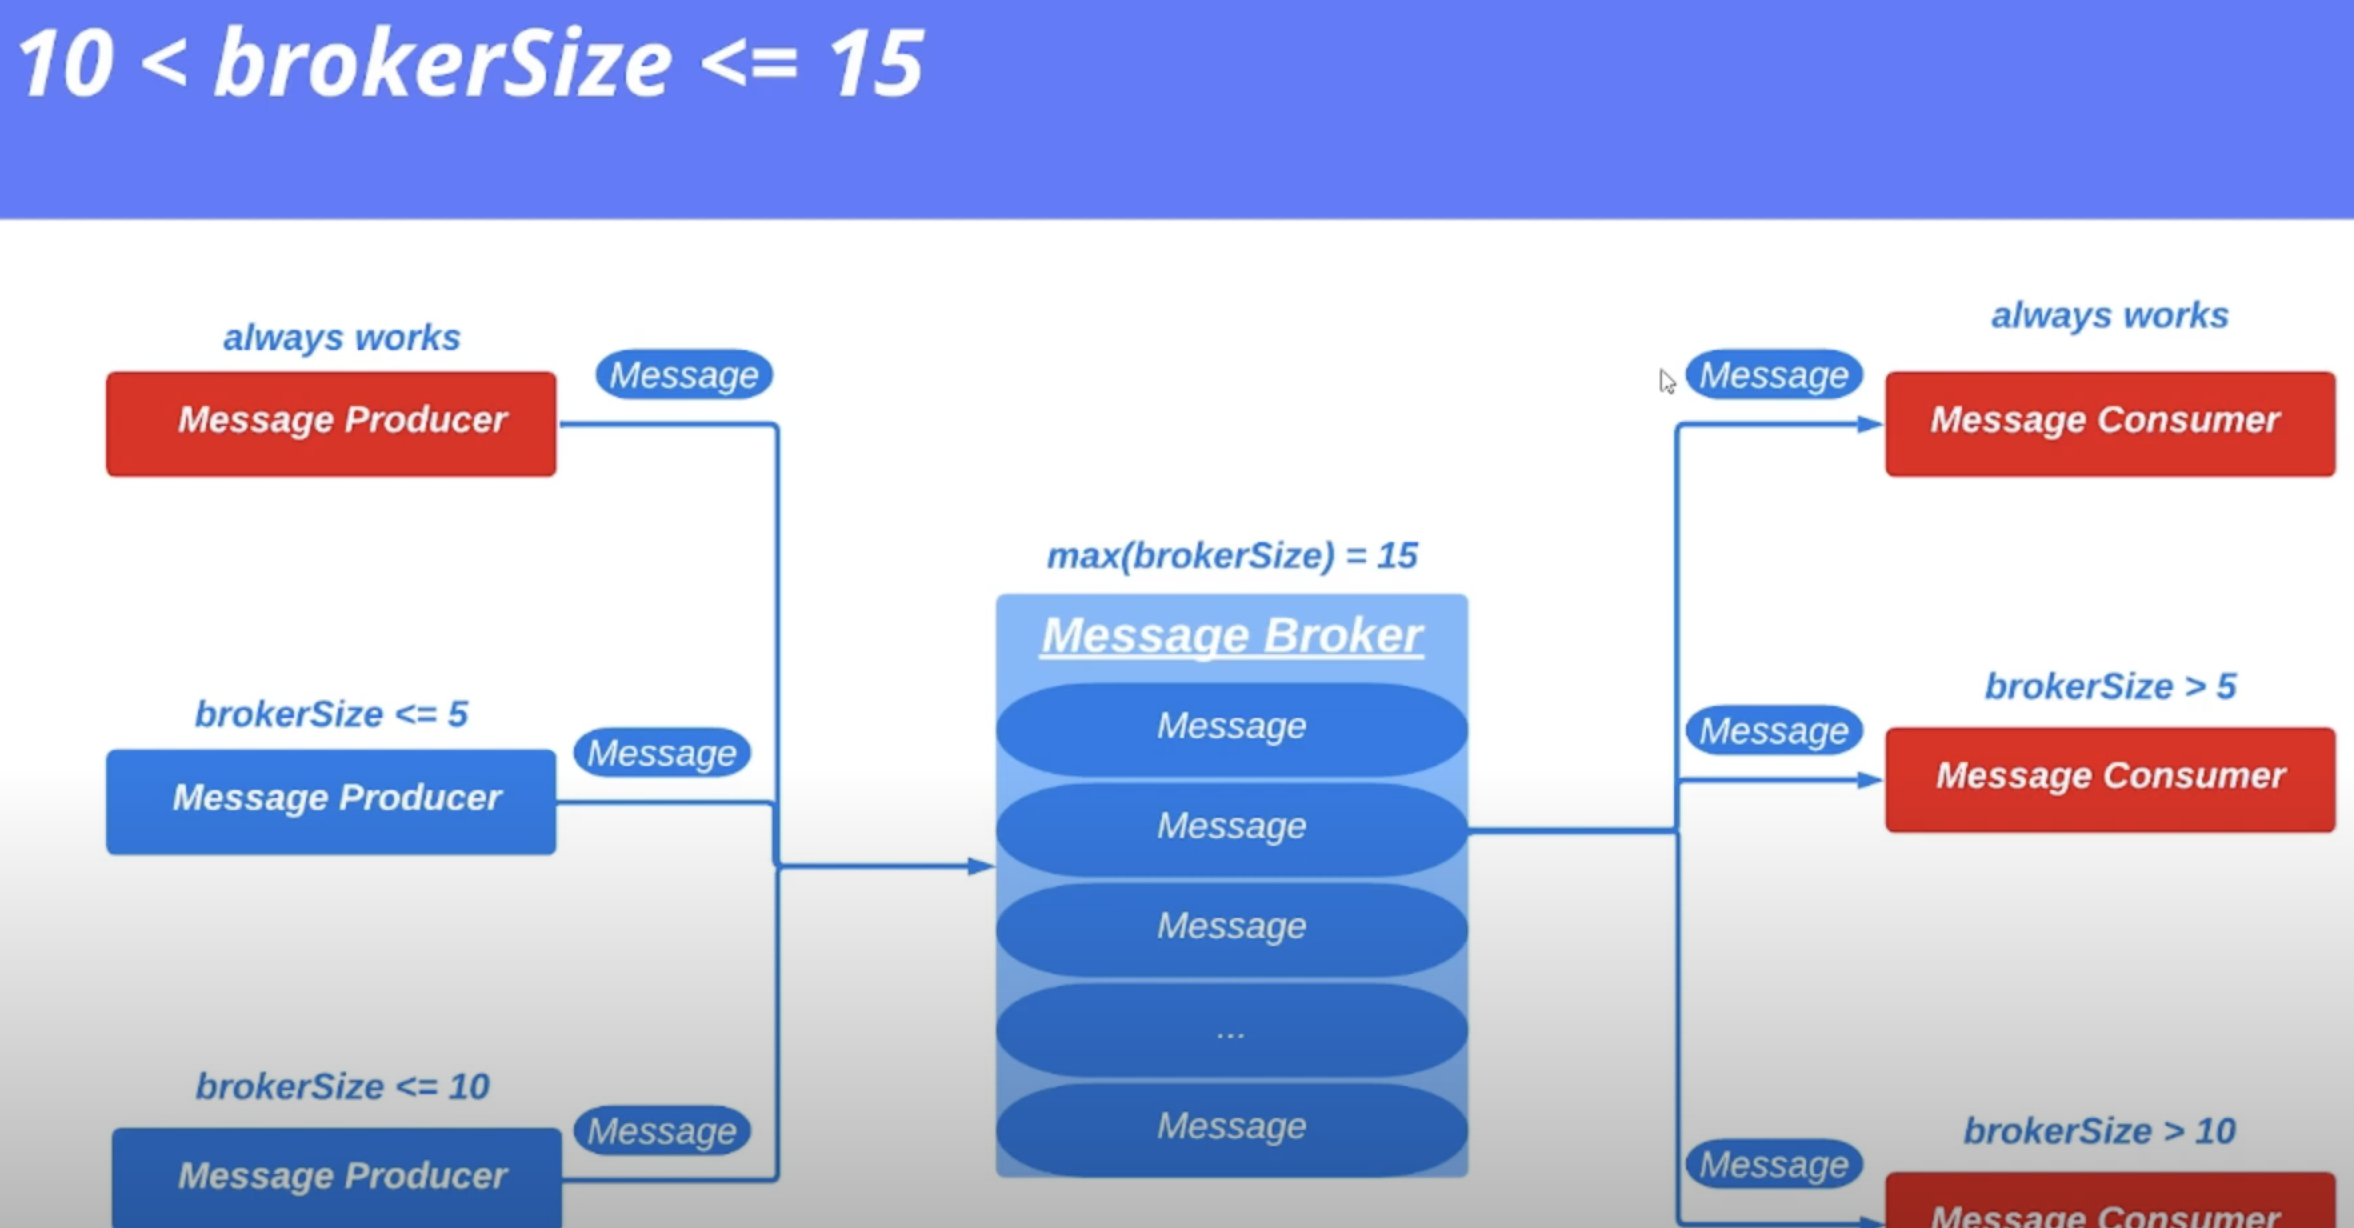 10 < brokerSize <= 15
always works
Message Producer
Message
brokerSize <= 5
Message Producer
Message
brokerSize <= 10
Message Producer
Message
max(brokerSize) = 15
Message Broker
Message
Message
Message
...
Message
always works
Message
Message Consumer
brokerSize > 5
Message
Message Consumer
brokerSize > 10
Message
Message Consumer